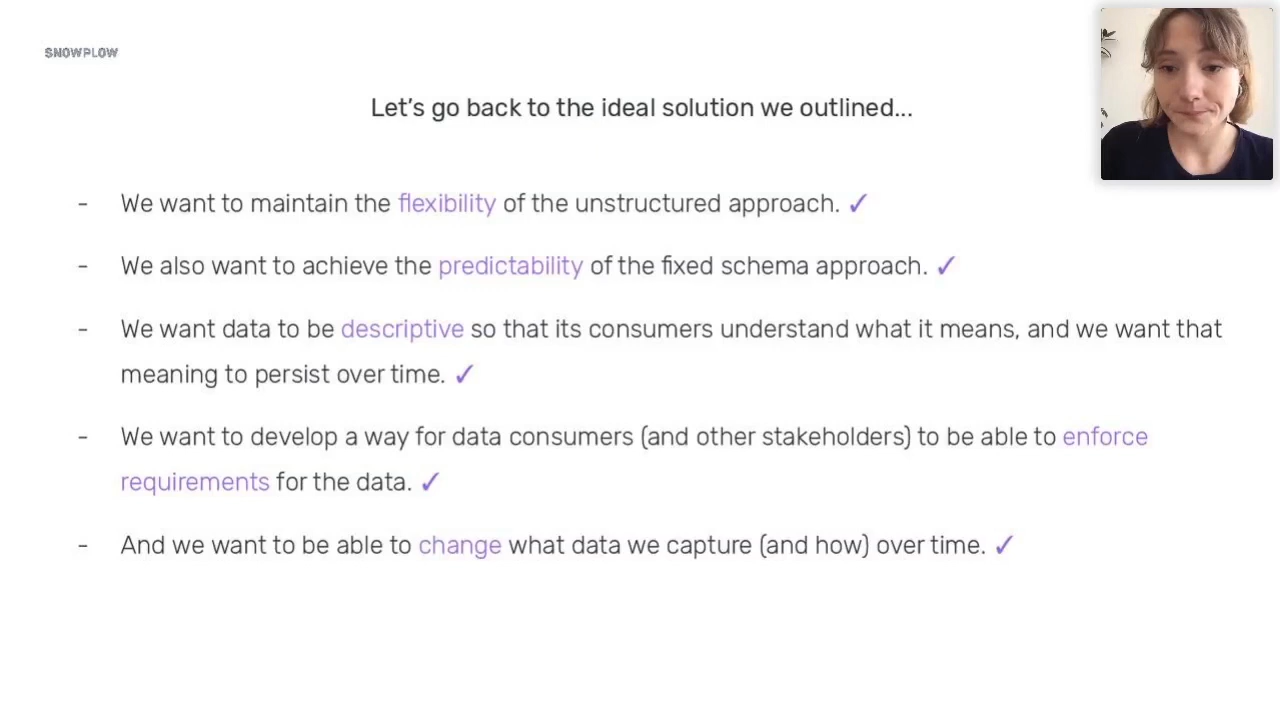 SNOWPLOW
Let's go back to the ideal solution we outlined...
- We want to maintain the flexibility of the unstructured approach. ✓
- We also want to achieve the predictability of the fixed schema approach. ✓
- We want data to be descriptive so that its consumers understand what it means, and we want that
meaning to persist over time. ✓
- We want to develop a way for data consumers (and other stakeholders) to be able to enforce
requirements for the data. ✓
- And we want to be able to change what data we capture (and how) over time. ✓